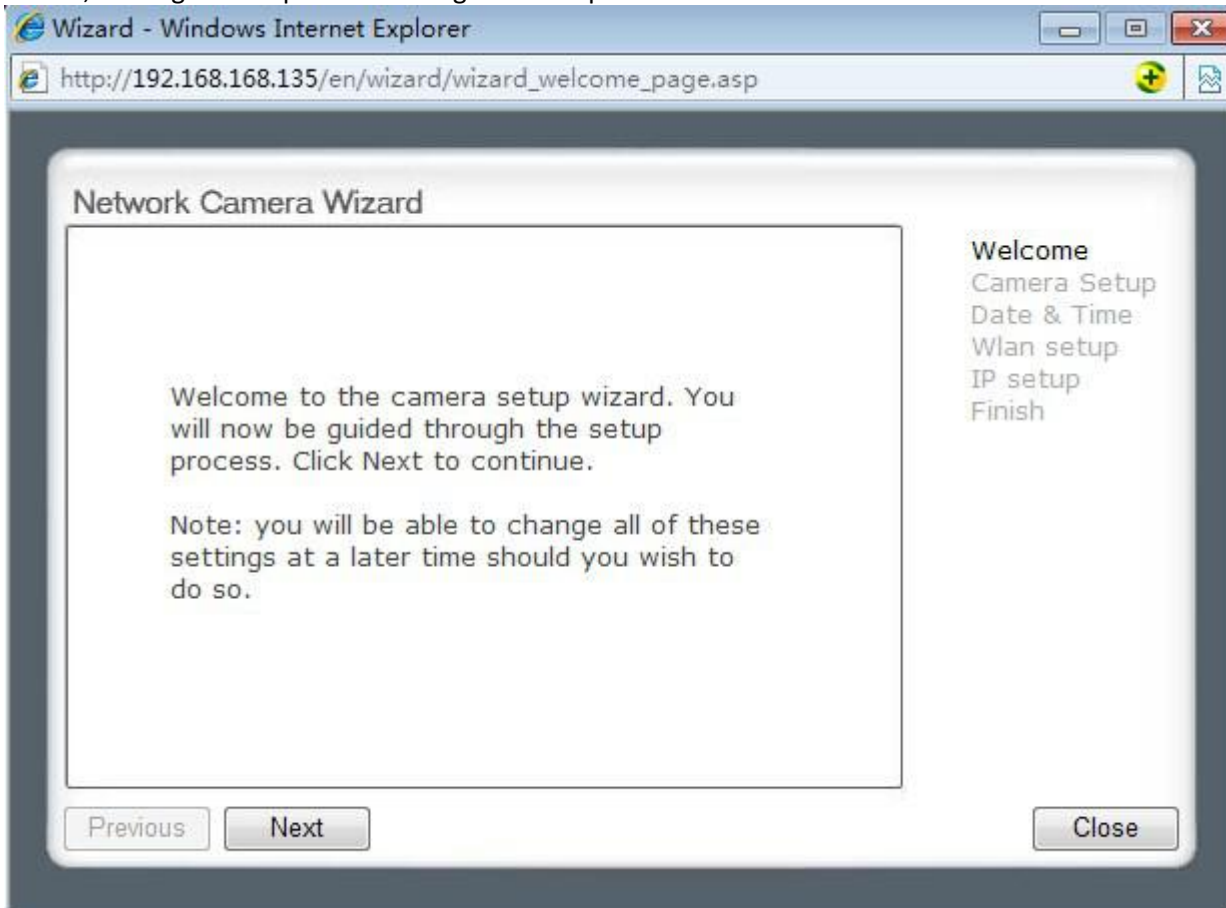 Wizard - Windows Internet Explorer
http://192.168.168.135/en/wizard/wizard_welcome_page.asp
Network Camera Wizard
Welcome to the camera setup wizard. You
will now be guided through the setup
process. Click Next to continue.
Note: you will be able to change all of these
settings at a later time should you wish to
do so.
Welcome
Camera Setup
Date & Time
Wlan setup
IP setup
Finish
Previous
Next
Close